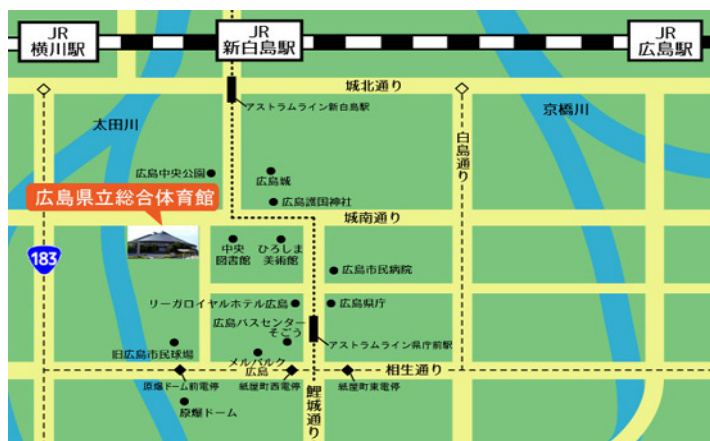 JR
横川駅
JR
新白島駅
JR
広島駅
城北通り
アストラムライン新白島駅
太田川
京橋川
白島通り
広島中央公園
広島城
広島県立総合体育館
広島護国神社
城南通り
183
中央
図書館
ひろしま
美術館
広島市民病院
リーガロイヤルホテル広島
広島県庁
広島バスセンター
そごう
アストラムライン県庁前駅
旧広島市民球場
メルパルク
広島
相生通り
原爆ドーム前電停
紙屋町西電停
紙屋町東電停
原爆ドーム
鯉城通り